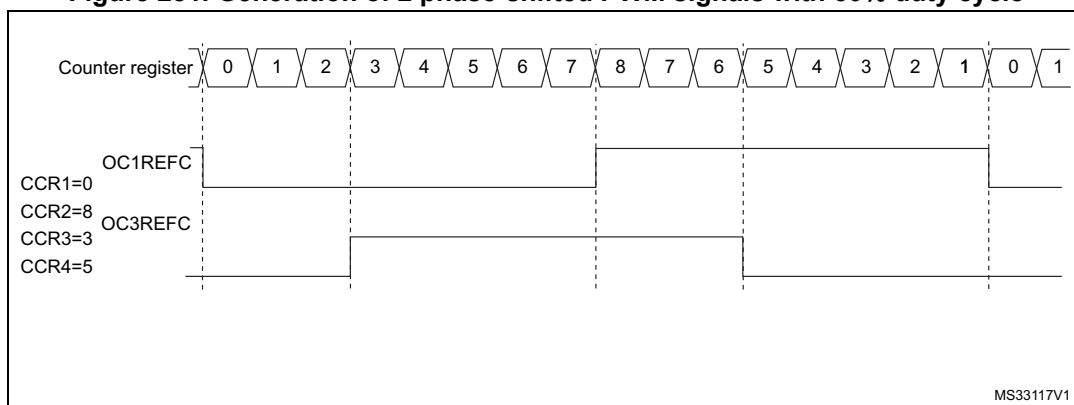 Generation of 2 phase-shifted PWM signals with 50% duty cycle
Counter register 0 1 2 3 4 5 6 7 8 7 6 5 4 3 2 1 0 1
OC1REFC
CCR1=0
CCR2=8
OC3REFC
CCR3=3
CCR4=5
MS33117V1